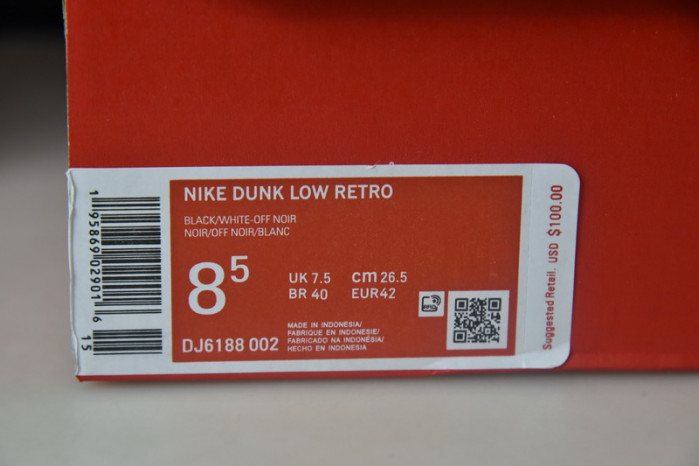 NIKE DUNK LOW RETRO
BLACK/WHITE-OFF NOIR
NOIR/OFF NOIR/BLANC
8 5
UK 7.5 cm 26.5
BR 40 EUR42
DJ6188 002
MADE IN INDONESIA/
FABRIQUE EN INDONESIE/
FABRICADO NA INDONÉSIA/
HECHO EN INDONESIA
RFID
Suggested Retail. USD $100.00
1 95869 02901 6
15